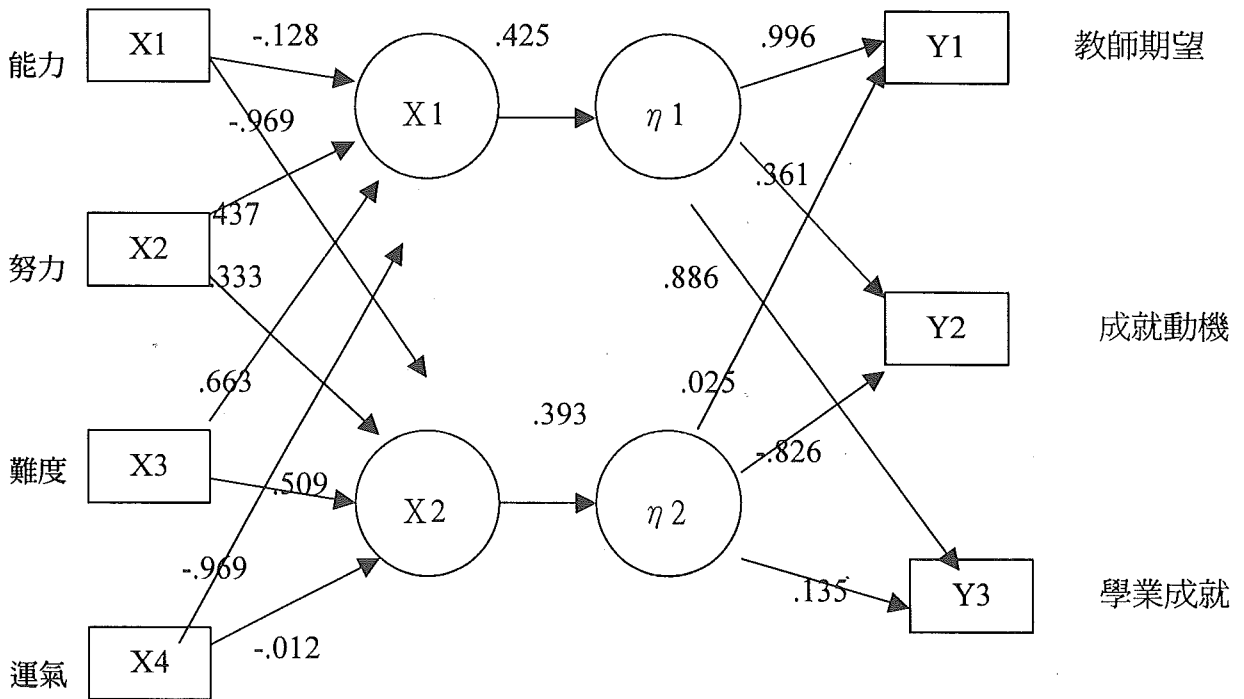 能力
X1
-.128
-.969
X1
.425
η1
.996
Y1
教師期望
.361
努力
X2
.437
.333
.886
Y2
成就動機
難度
X3
.663
.509
X2
.393
η2
.025
-.826
運氣
X4
-.969
-.012
.135
Y3
學業成就